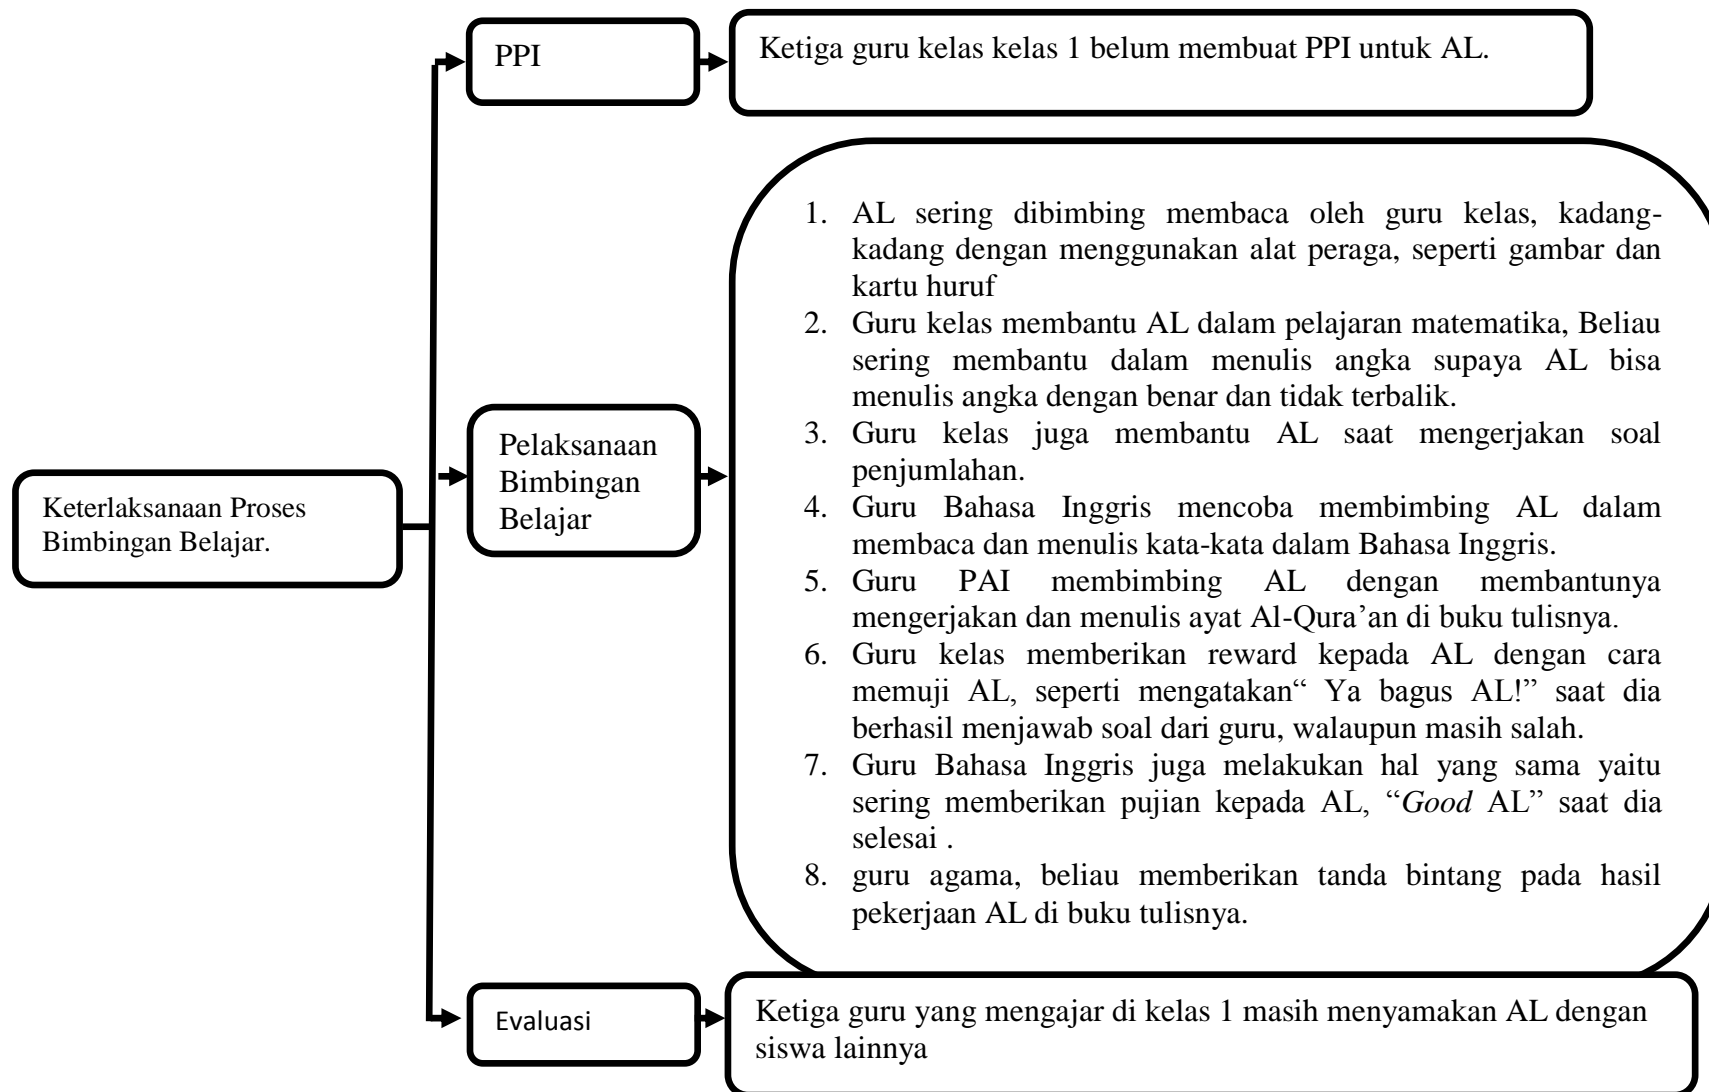 PPI
Ketiga guru kelas kelas 1 belum membuat PPI untuk AL.
Keterlaksanaan Proses
Bimbingan Belajar.
Pelaksanaan
Bimbingan
Belajar
1. AL sering dibimbing membaca oleh guru kelas, kadang-
kadang dengan menggunakan alat peraga, seperti gambar dan
kartu huruf
2. Guru kelas membantu AL dalam pelajaran matematika, Beliau
sering membantu dalam menulis angka supaya AL bisa
menulis angka dengan benar dan tidak terbalik.
3. Guru kelas juga membantu AL saat mengerjakan soal
penjumlahan.
4. Guru Bahasa Inggris mencoba membimbing AL dalam
membaca dan menulis kata-kata dalam Bahasa Inggris.
5. Guru PAI membimbing AL dengan membantunya
mengerjakan dan menulis ayat Al-Qura’an di buku tulisnya.
6. Guru kelas memberikan reward kepada AL dengan cara
memuji AL, seperti mengatakan“ Ya bagus AL!” saat dia
berhasil menjawab soal dari guru, walaupun masih salah.
7. Guru Bahasa Inggris juga melakukan hal yang sama yaitu
sering memberikan pujian kepada AL, “Good AL” saat dia
selesai .
8. guru agama, beliau memberikan tanda bintang pada hasil
pekerjaan AL di buku tulisnya.
Evaluasi
Ketiga guru yang mengajar di kelas 1 masih menyamakan AL dengan
siswa lainnya